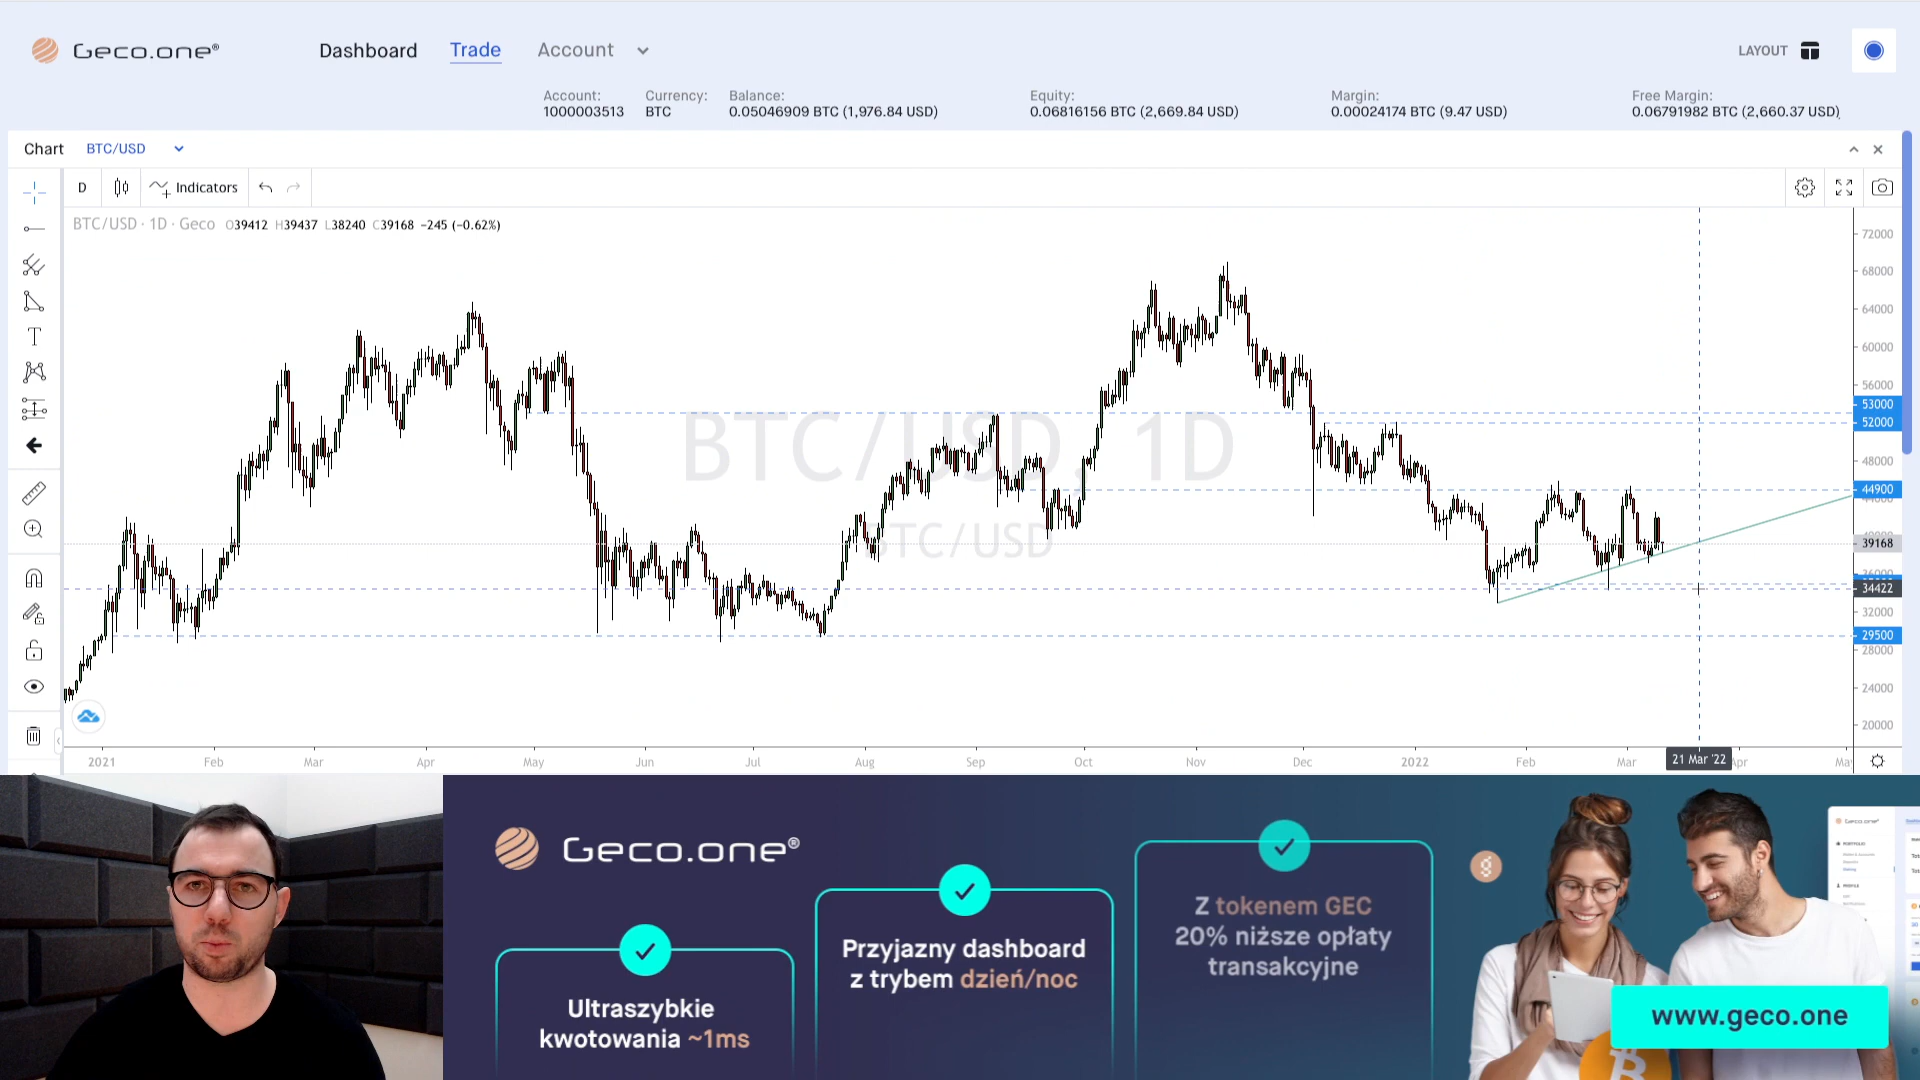 Geco.one®
Dashboard Trade Account
LAYOUT
Account: Currency: Balance: Equity: Margin: Free Margin:
1000003513 BTC 0.05046909 BTC (1,976.84 USD) 0.06816156 BTC (2,669.84 USD) 0.00024174 BTC (9.47 USD) 0.06791982 BTC (2,660.37 USD)
Chart BTC/USD
D Indicators
BTC/USD · 1D · Geco O39412 H39437 L38240 C39168 −245 (−0.62%)
BTC/USD, 1D
BTC/USD
72000
68000
64000
60000
56000
53000
52000
48000
44900
39168
34422
32000
29500
28000
24000
20000
2021 Feb Mar Apr May Jun Jul Aug Sep Oct Nov Dec 2022 Feb Mar 21 Mar '22
Geco.one®
Ultraszybkie
kwotowania ~1ms
Przyjazny dashboard
z trybem dzień/noc
Z tokenem GEC
20% niższe opłaty
transakcyjne
www.geco.one